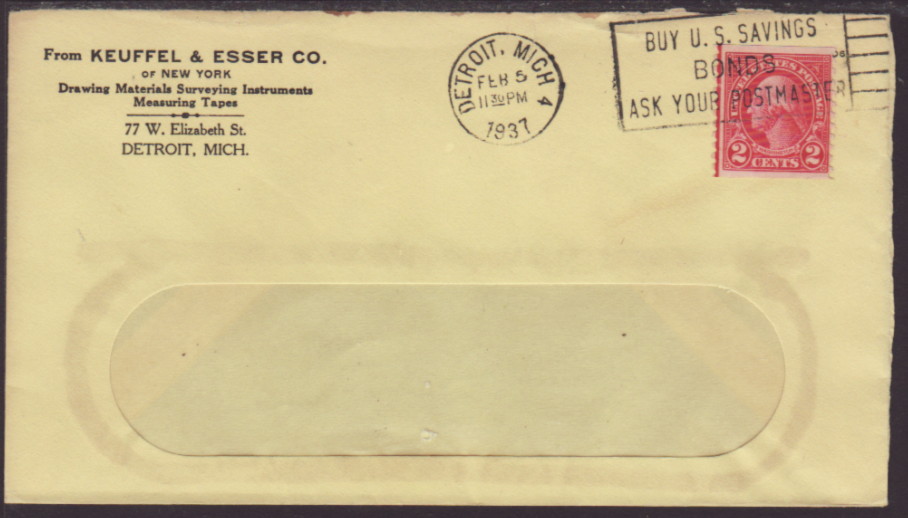 From KEUFFEL & ESSER CO.
OF NEW YORK
Drawing Materials Surveying Instruments
Measuring Tapes
77 W. Elizabeth St.
DETROIT, MICH.
DETROIT, MICH 4
FEB 5
11 30 PM
1937
BUY U.S. SAVINGS
BONDS
ASK YOUR POSTMASTER
POSTAGE
2 CENTS 2